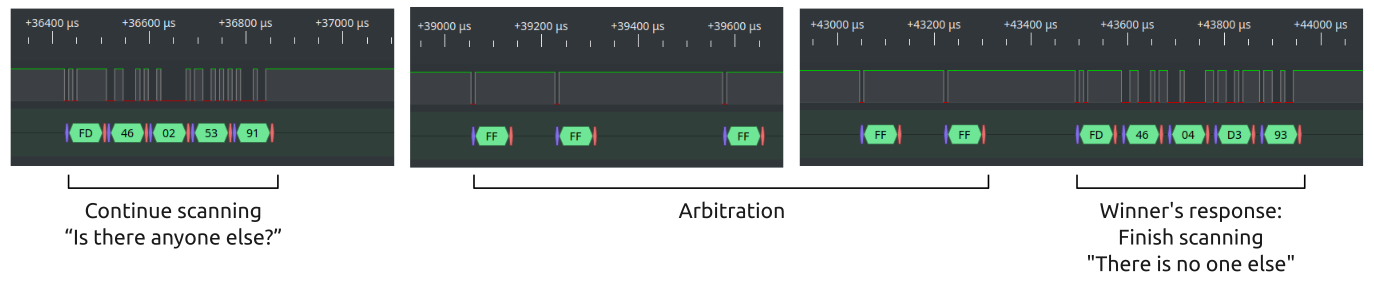 +36400 µs +36600 µs +36800 µs +37000 µs
FD 46 02 53 91
+39000 µs +39200 µs +39400 µs +39600 µs
FF FF FF
+43000 µs +43200 µs +43400 µs +43600 µs +43800 µs +44000 µs
FF FF FD 46 04 D3 93
Continue scanning
“Is there anyone else?”
Arbitration
Winner's response:
Finish scanning
"There is no one else"